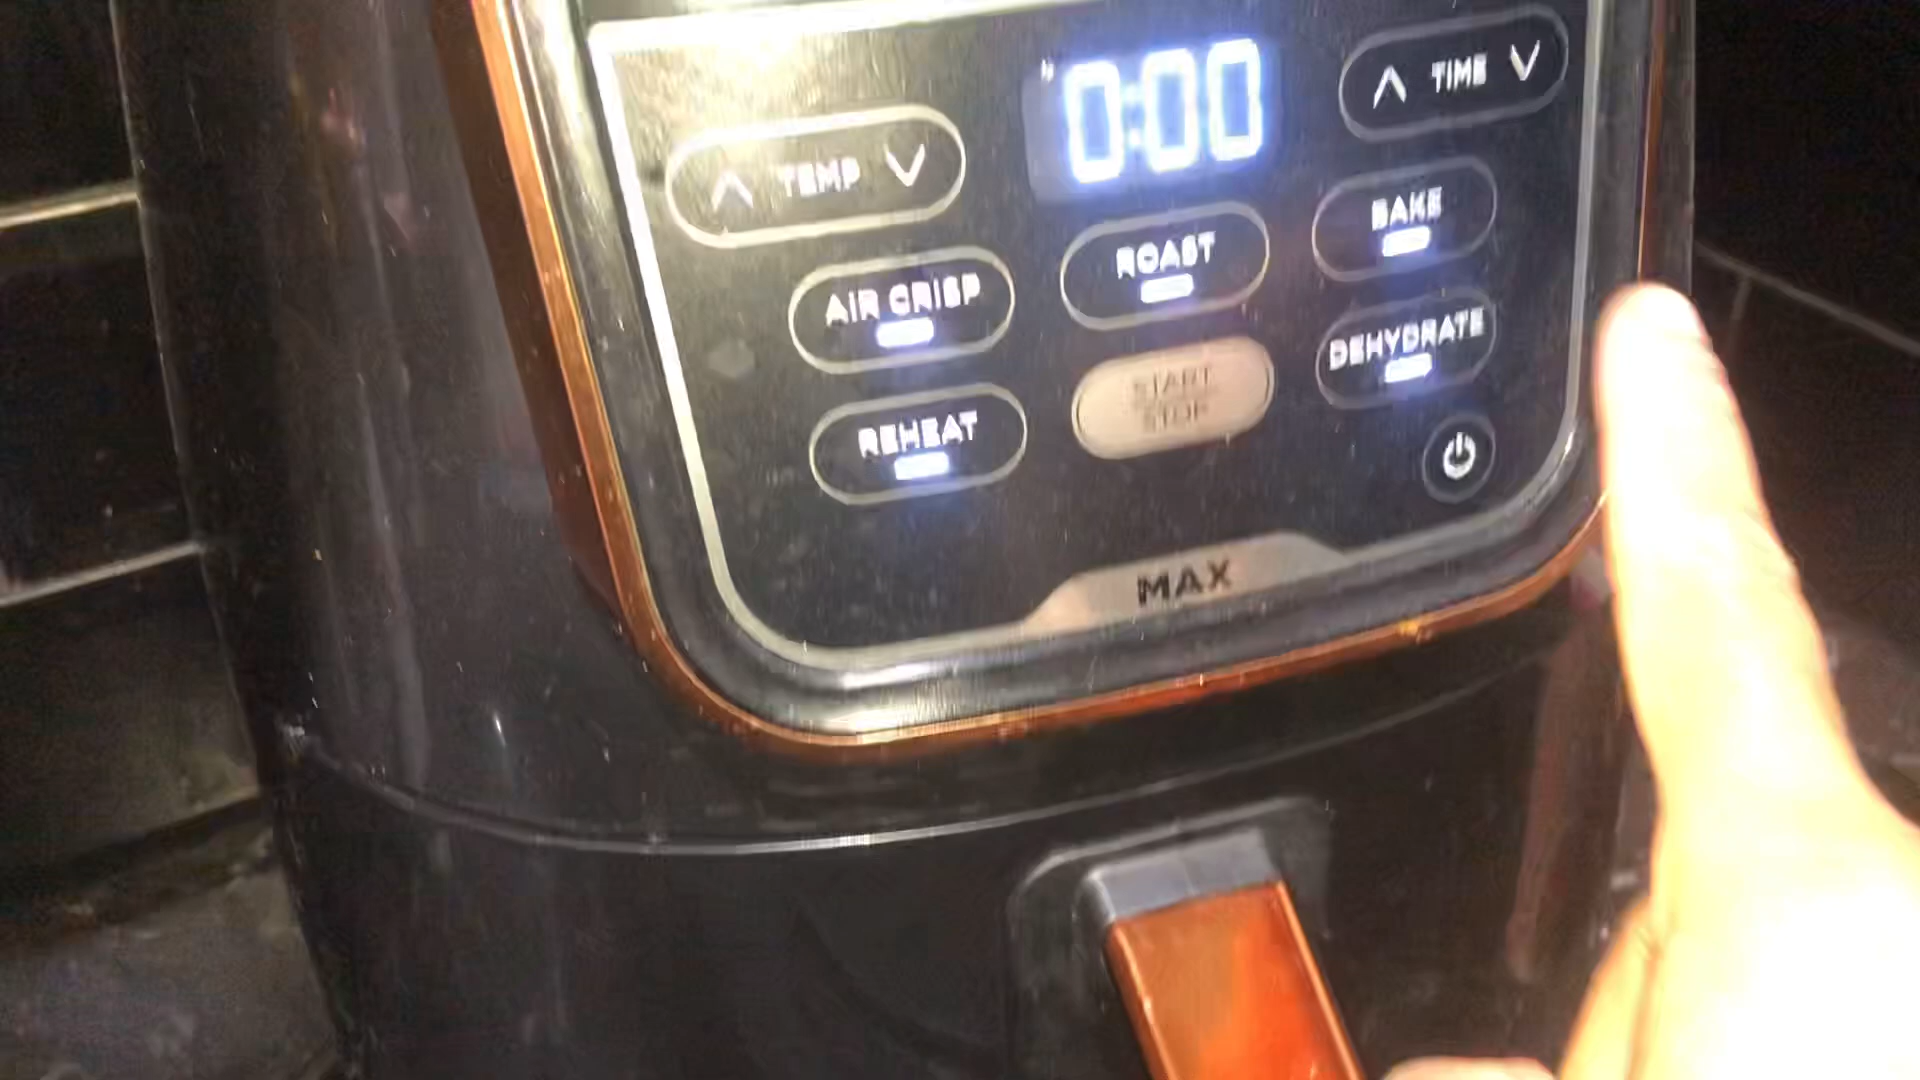 0:00
TIME
TEMP
BAKE
ROAST
AIR CRISP
DEHYDRATE
START
STOP
REHEAT
MAX